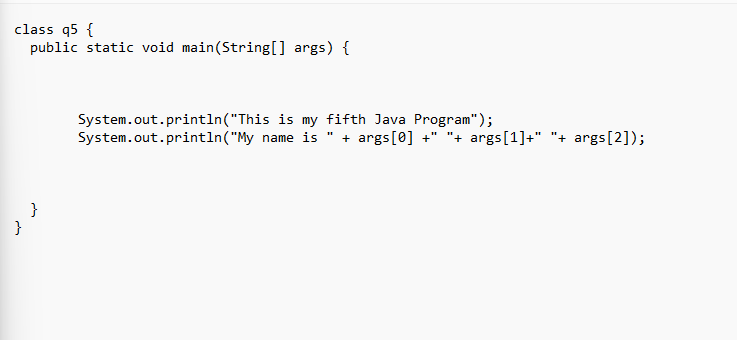 class q5 {
  public static void main(String[] args) {
        System.out.println("This is my fifth Java Program");
        System.out.println("My name is " + args[0] +" "+ args[1]+" "+ args[2]);
  }
}